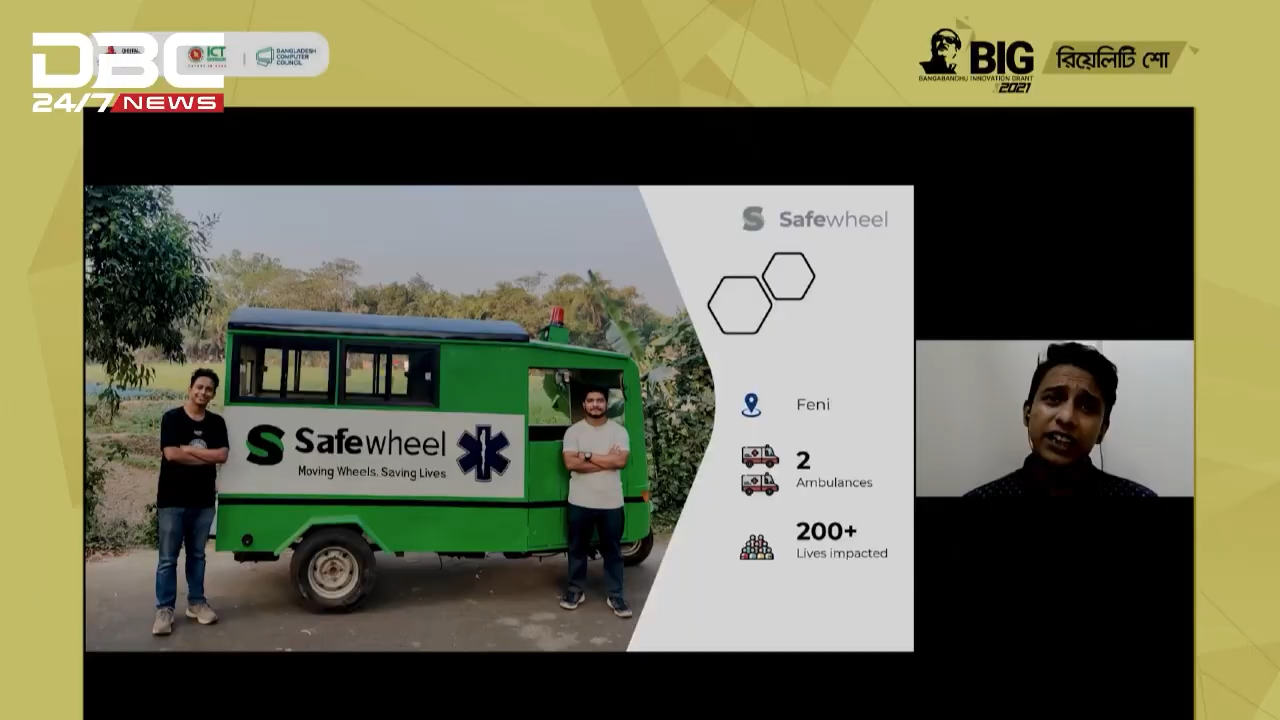 DBC
24/7 NEWS
ICT
BANGLADESH
COMPUTER
COUNCIL
BIG
BANGABANDHU INNOVATION GRANT
2021
রিয়েলিটি শো
Safewheel
Safewheel
Moving Wheels. Saving Lives
Feni
2
Ambulances
200+
Lives impacted